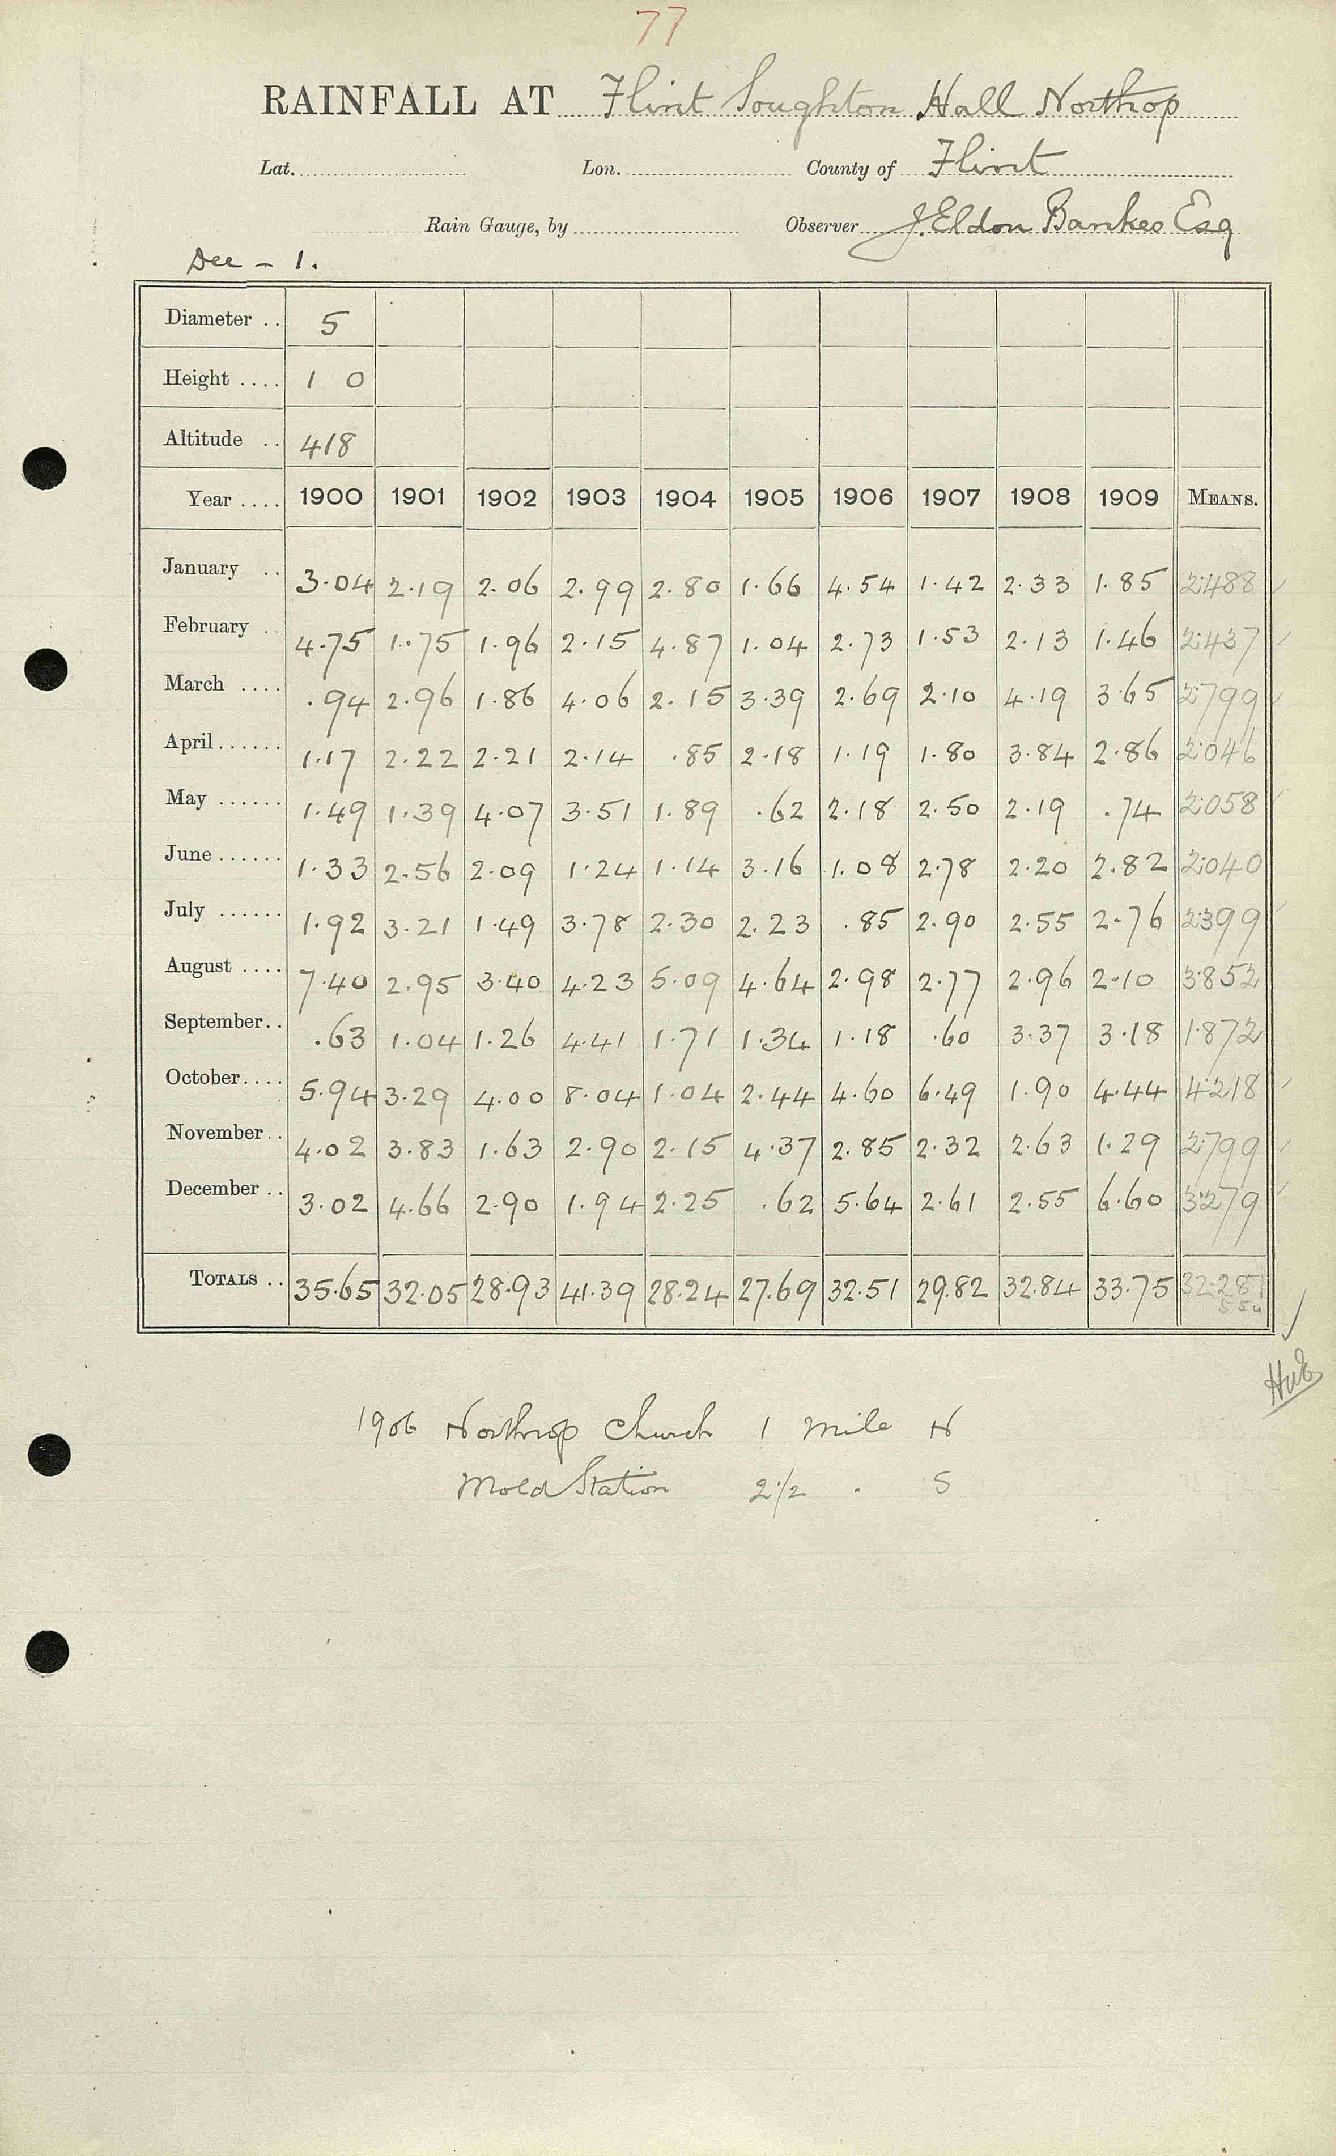 77
RAINFALL AT Flint Soughton Hall Northop
Lat. Lon. County of Flint
Rain Gauge, by Observer J. Eldon Bankes Esq
Dec - 1.
Diameter .. 5
Height .... 1 0
Altitude .. 418
Year .... 1900 1901 1902 1903 1904 1905 1906 1907 1908 1909 MEANS.
January .. 3.04 2.19 2.06 2.99 2.80 1.66 4.54 1.42 2.33 1.85 2.488
February .. 4.75 1.75 1.96 2.15 4.87 1.04 2.73 1.53 2.13 1.46 2.437
March .... .94 2.96 1.86 4.06 2.15 3.39 2.69 2.10 4.19 3.65 2.799
April...... 1.17 2.22 2.21 2.14 .85 2.18 1.19 1.80 3.84 2.86 2.046
May ...... 1.49 1.39 4.07 3.51 1.89 .62 2.18 2.50 2.19 .74 2.058
June...... 1.33 2.56 2.09 1.24 1.14 3.16 1.08 2.78 2.20 2.82 2.040
July ...... 1.92 3.21 1.49 3.78 2.30 2.23 .85 2.90 2.55 2.76 2.399
August .... 7.40 2.95 3.40 4.23 5.09 4.64 2.98 2.77 2.96 2.10 3.852
September.. .63 1.04 1.26 4.41 1.71 1.34 1.18 .60 3.37 3.18 1.872
October.... 5.94 3.29 4.00 8.04 1.04 2.44 4.60 6.49 1.90 4.44 4.218
November.. 4.02 3.83 1.63 2.90 2.15 4.37 2.85 2.32 2.63 1.29 2.799
December .. 3.02 4.66 2.90 1.94 2.25 .62 5.64 2.61 2.55 6.60 3.279
TOTALS .. 35.65 32.05 28.93 41.39 28.24 27.69 32.51 29.82 32.84 33.75 32.287
1906 Northop Church 1 mile N
Mold Station 2 1/2 . S